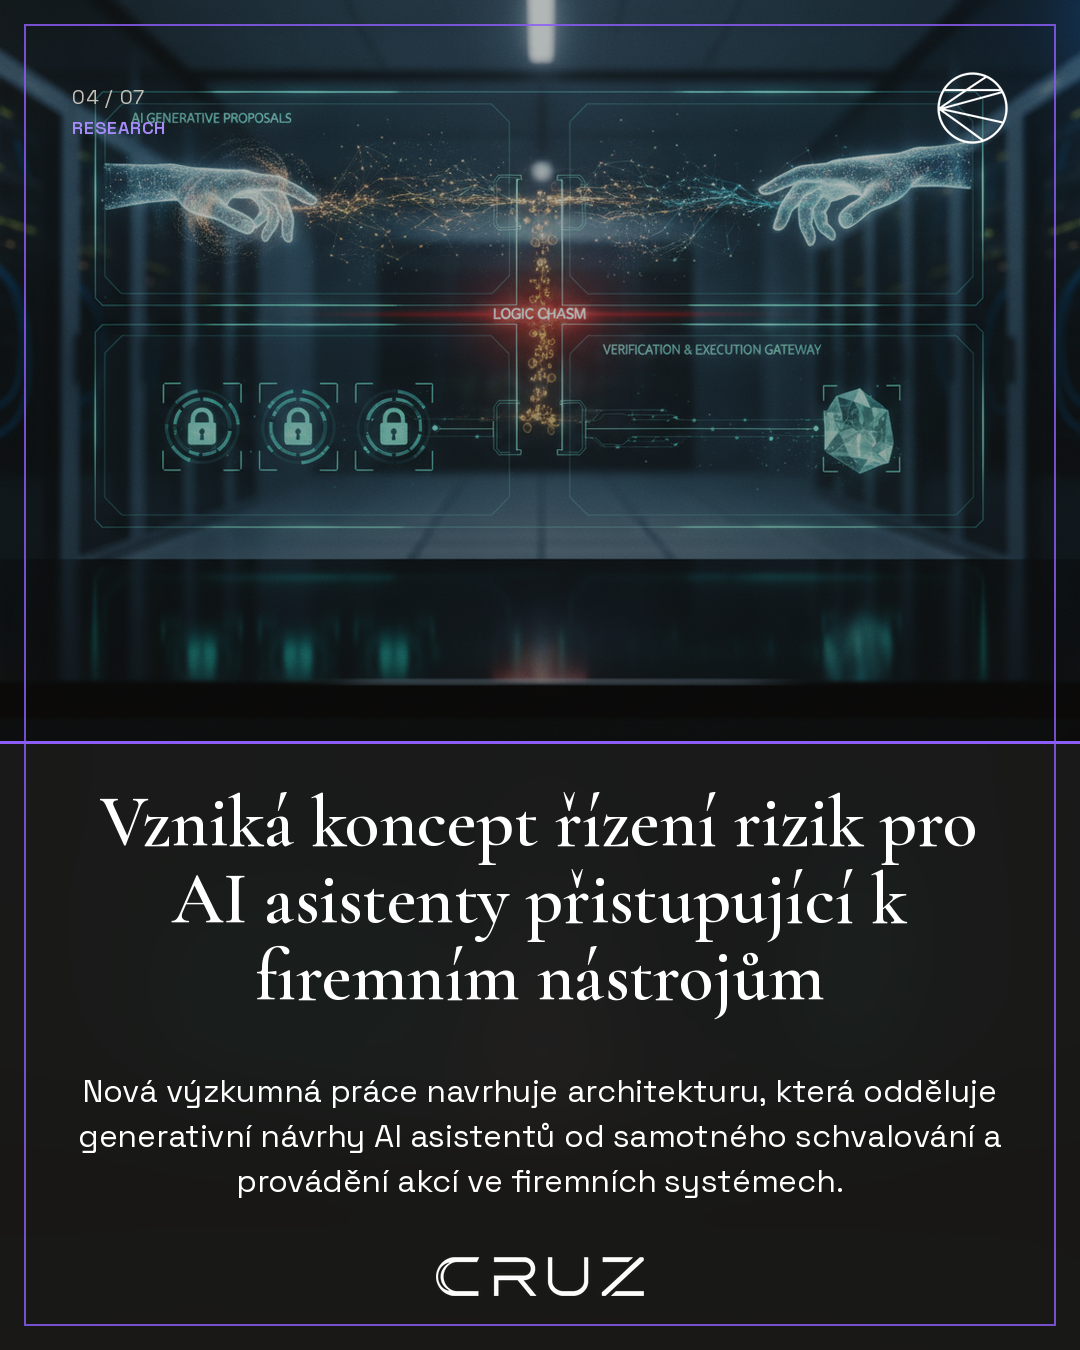 04 / 07
RESEARCH
AI GENERATIVE PROPOSALS
LOGIC CHASM
VERIFICATION & EXECUTION GATEWAY
Vzniká koncept řízení rizik pro
AI asistenty přistupující k
firemním nástrojům
Nová výzkumná práce navrhuje architekturu, která odděluje
generativní návrhy AI asistentů od samotného schvalování a
provádění akcí ve firemních systémech.
CRUZ